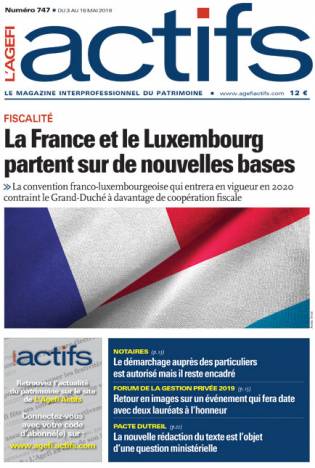 Numéro 747 ● DU 3 AU 16 MAI 2019
L'AGEFI
actifs
LE MAGAZINE INTERPROFESSIONNEL DU PATRIMOINE ● www.agefiactifs.com 12 €
FISCALITÉ
La France et le Luxembourg
partent sur de nouvelles bases
>> La convention franco-luxembourgeoise qui entrera en vigueur en 2020
contraint le Grand-Duché à davantage de coopération fiscale
actifs
Retrouvez l'actualité
du patrimoine sur le site
de L'Agefi Actifs
Connectez-vous
avec votre code
d'abonné(e) sur :
www.agefiactifs.com
NOTAIRES (p.13)
Le démarchage auprès des particuliers
est autorisé mais il reste encadré
FORUM DE LA GESTION PRIVÉE 2019 (p.15)
Retour en images sur un événement qui fera date
avec deux lauréats à l'honneur
PACTE DUTREIL (p.22)
La nouvelle rédaction du texte est l'objet
d'une question ministérielle